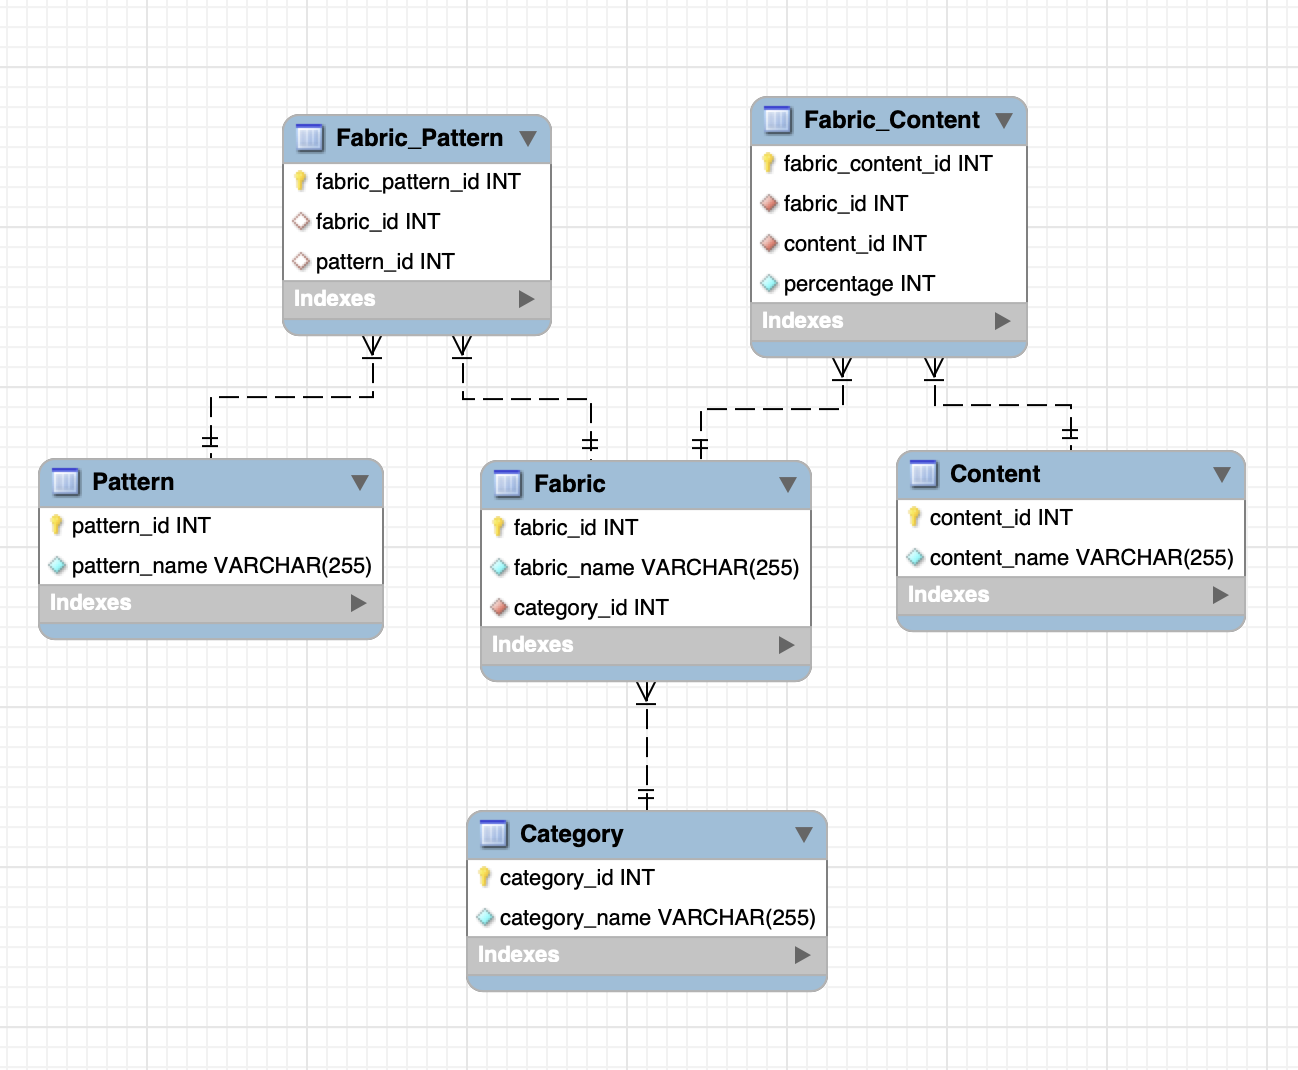 Fabric_Pattern
fabric_pattern_id INT
fabric_id INT
pattern_id INT
Indexes
Fabric_Content
fabric_content_id INT
fabric_id INT
content_id INT
percentage INT
Indexes
Pattern
pattern_id INT
pattern_name VARCHAR(255)
Indexes
Fabric
fabric_id INT
fabric_name VARCHAR(255)
category_id INT
Indexes
Content
content_id INT
content_name VARCHAR(255)
Indexes
Category
category_id INT
category_name VARCHAR(255)
Indexes